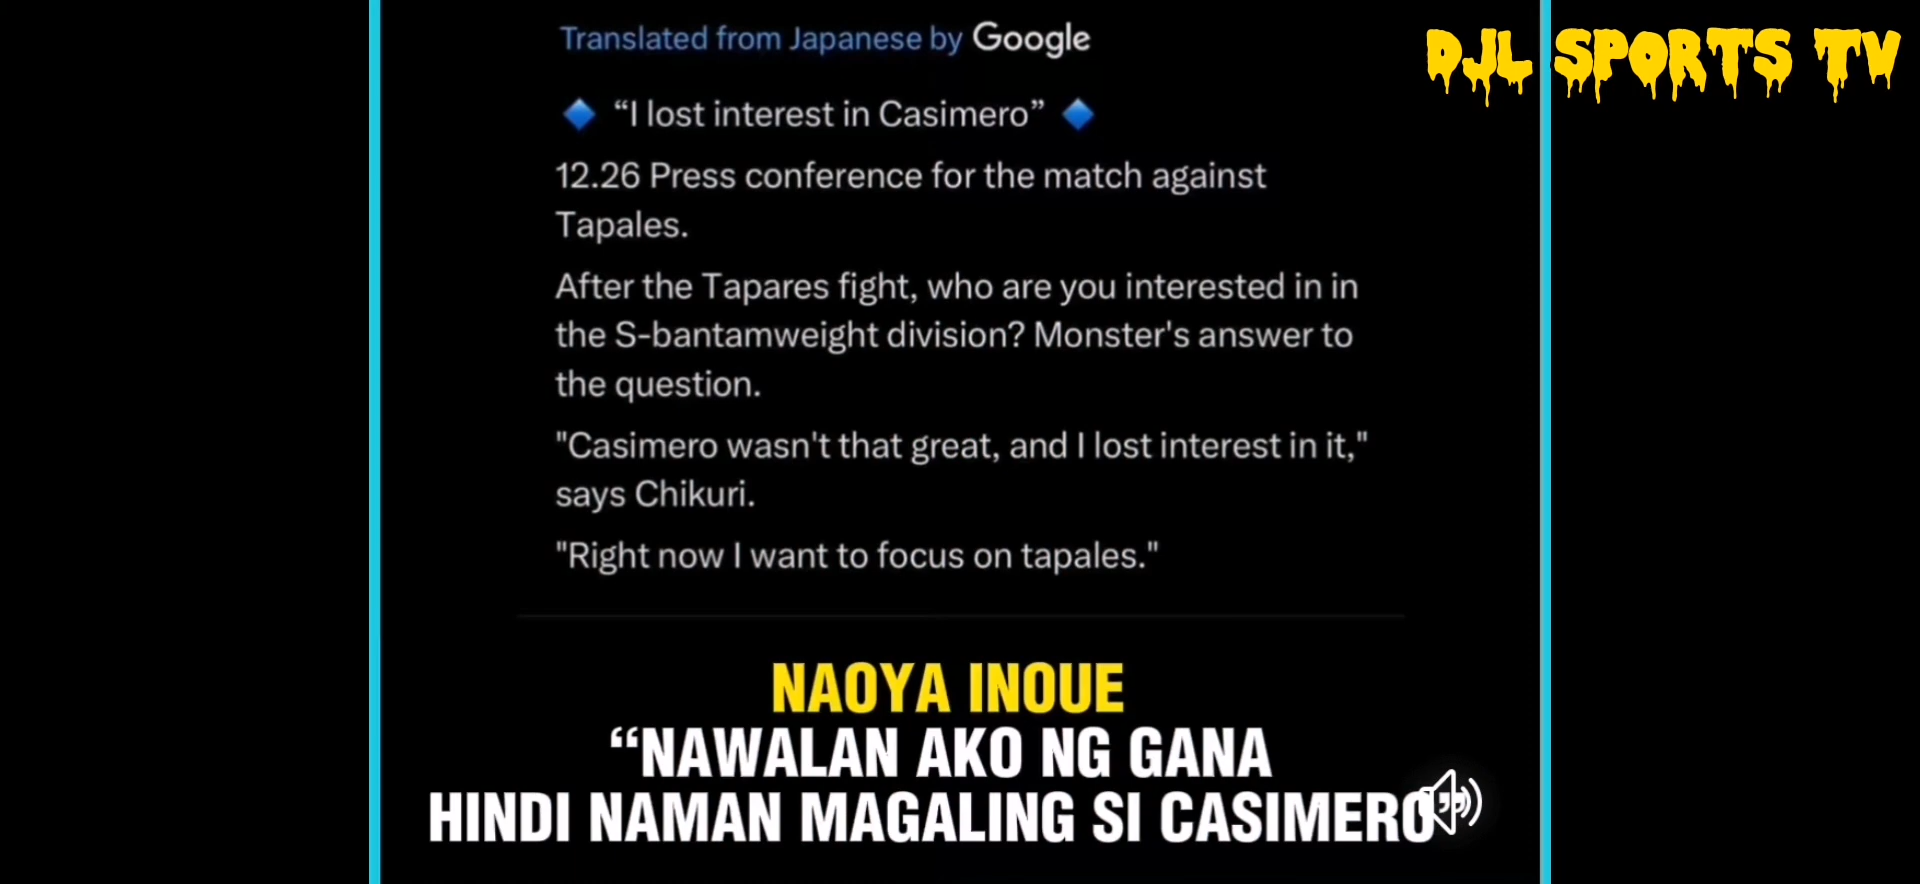 Translated from Japanese by Google
DJL SPORTS TV
🔷 “I lost interest in Casimero” 🔷
12.26 Press conference for the match against
Tapales.
After the Tapares fight, who are you interested in in
the S-bantamweight division? Monster's answer to
the question.
"Casimero wasn't that great, and I lost interest in it,"
says Chikuri.
"Right now I want to focus on tapales."
NAOYA INOUE
“NAWALAN AKO NG GANA
HINDI NAMAN MAGALING SI CASIMERO”